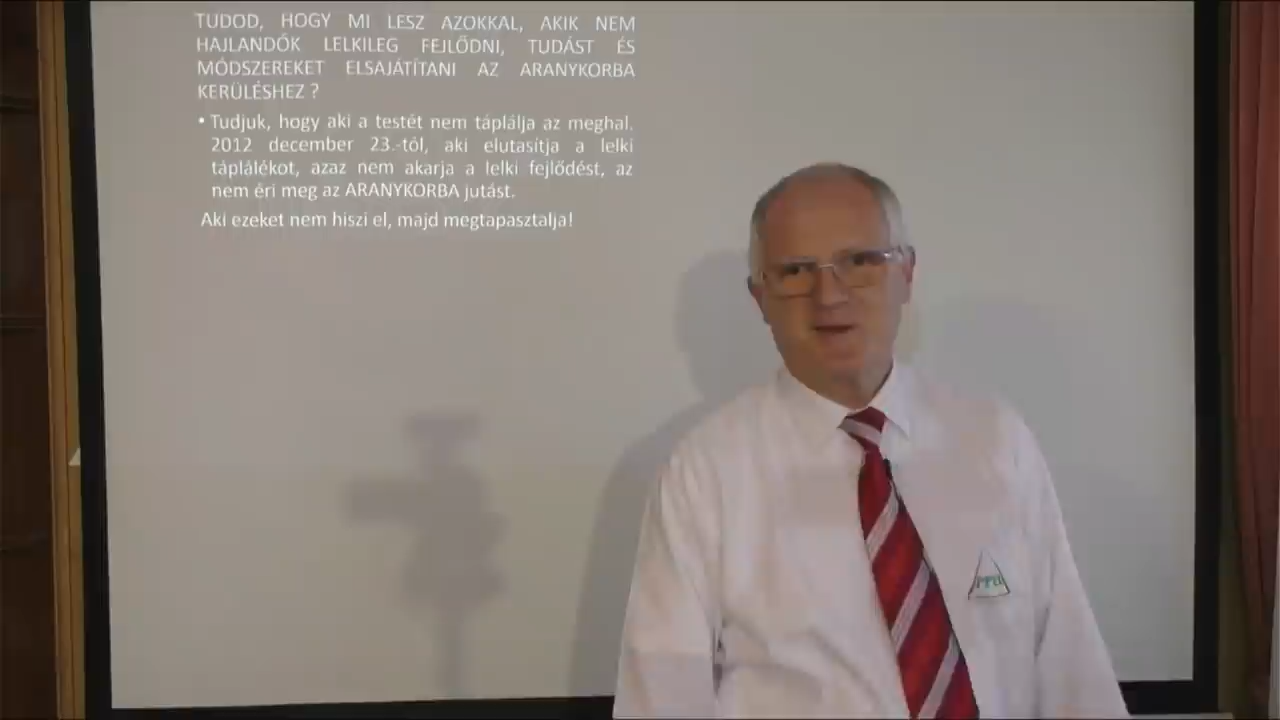 TUDOD, HOGY MI LESZ AZOKKAL, AKIK NEM
HAJLANDÓK LELKILEG FEJLŐDNI, TUDÁST ÉS
MÓDSZEREKET ELSAJÁTÍTANI AZ ARANYKORBA
KERÜLÉSHEZ ?
• Tudjuk, hogy aki a testét nem táplálja az meghal.
2012 december 23.-tól, aki elutasítja a lelki
táplálékot, azaz nem akarja a lelki fejlődést, az
nem éri meg az ARANYKORBA jutást.
Aki ezeket nem hiszi el, majd megtapasztalja!